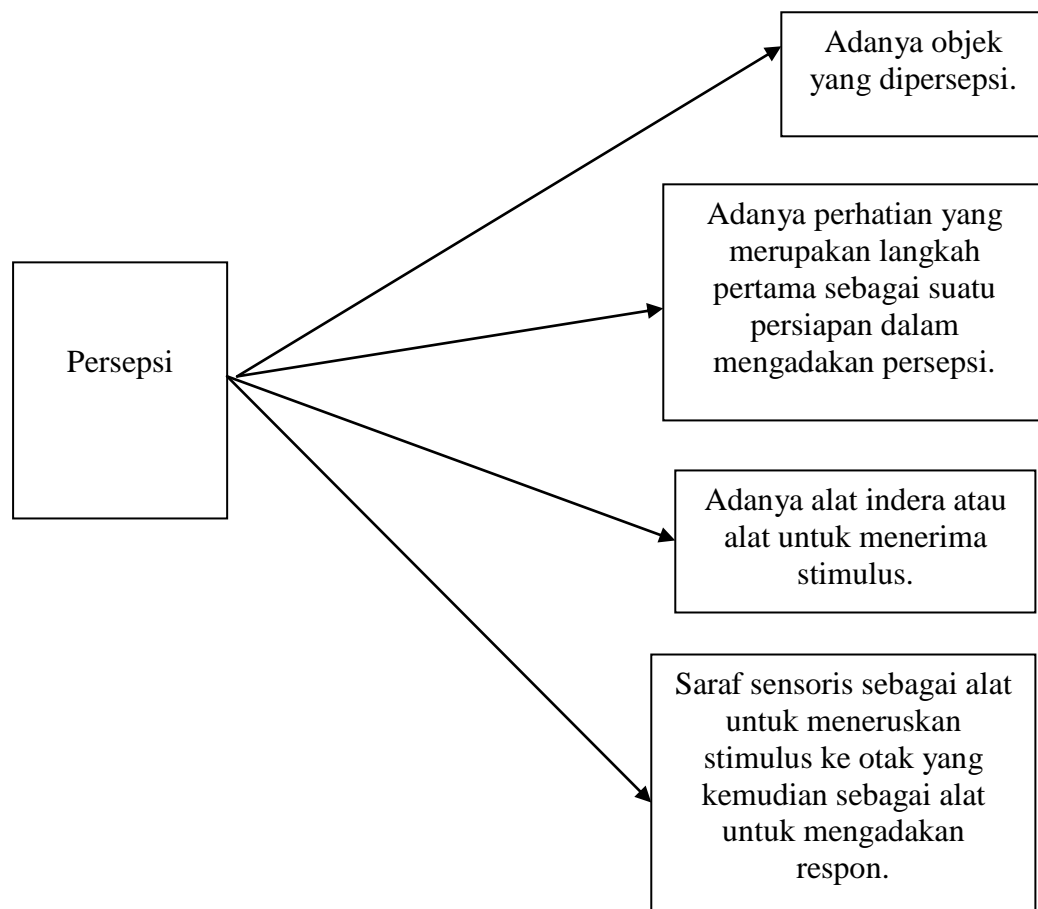 Adanya objek
yang dipersepsi.
Adanya perhatian yang
merupakan langkah
pertama sebagai suatu
persiapan dalam
mengadakan persepsi.
Persepsi
Adanya alat indera atau
alat untuk menerima
stimulus.
Saraf sensoris sebagai alat
untuk meneruskan
stimulus ke otak yang
kemudian sebagai alat
untuk mengadakan
respon.